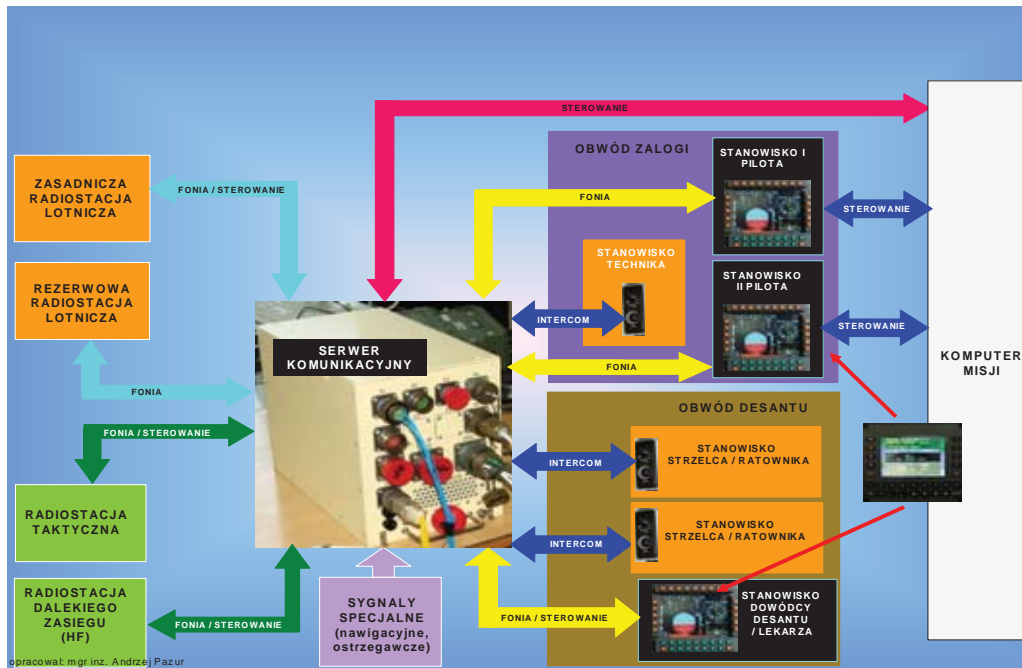 STEROWANIE
OBWÓD ZALOGI
STANOWISKO I
PILOTA
ZASADNICZA
RADIOSTACJA
LOTNICZA
FONIA / STEROWANIE
FONIA
STEROWANIE
STANOWISKO
TECHNIKA
STANOWISKO
II PILOTA
REZERWOWA
RADIOSTACJA
LOTNICZA
INTERCOM
STEROWANIE
SERWER
KOMUNIKACYJNY
FONIA
KOMPUTER
MISJI
FONIA
OBWÓD DESANTU
FONIA / STEROWANIE
STANOWISKO
STRZELCA / RATOWNIKA
INTERCOM
RADIOSTACJA
TAKTYCZNA
STANOWISKO
STRZELCA / RATOWNIKA
INTERCOM
RADIOSTACJA
DALEKIEGO
ZASIEGU
(HF)
FONIA / STEROWANIE
SYGNALY
SPECJALNE
(nawigacyjne,
ostrzegawcze)
FONIA / STEROWANIE
STANOWISKO
DOWÓDCY
DESANTU
/ LEKARZA
opracowal: mgr inz. Andrzej Pazur